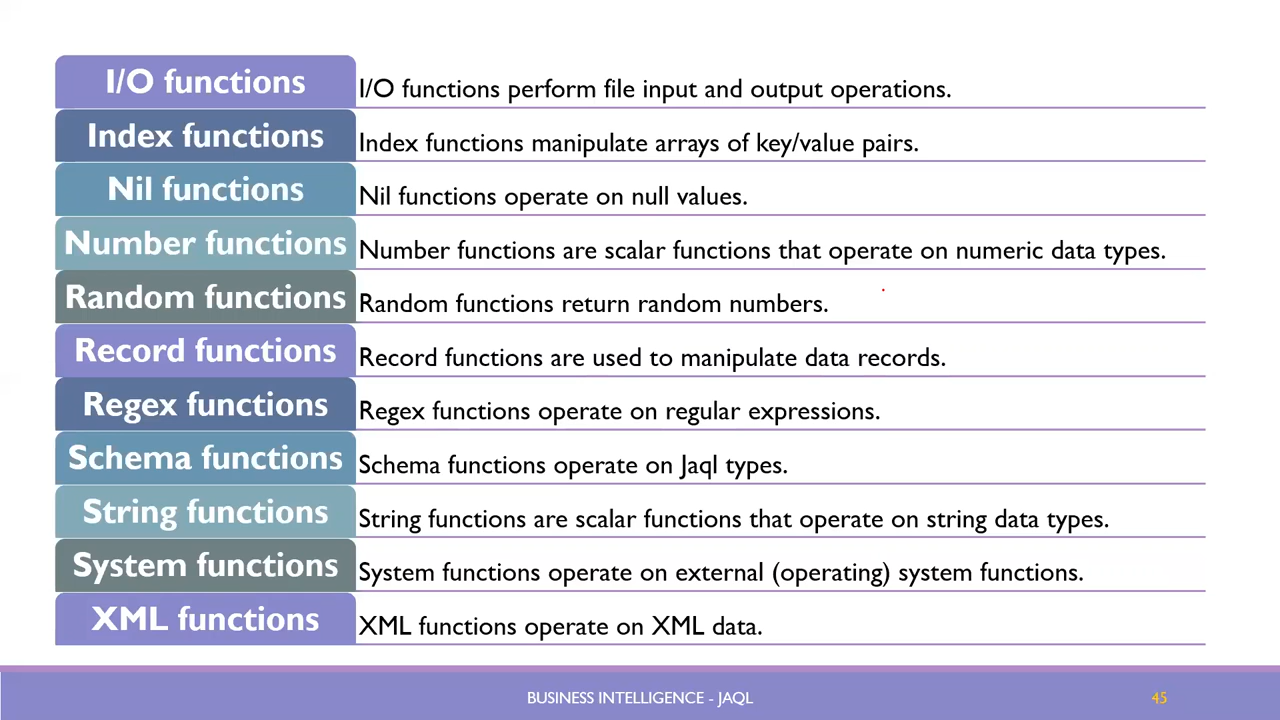 I/O functions
I/O functions perform file input and output operations.
Index functions
Index functions manipulate arrays of key/value pairs.
Nil functions
Nil functions operate on null values.
Number functions
Number functions are scalar functions that operate on numeric data types.
Random functions
Random functions return random numbers.
Record functions
Record functions are used to manipulate data records.
Regex functions
Regex functions operate on regular expressions.
Schema functions
Schema functions operate on Jaql types.
String functions
String functions are scalar functions that operate on string data types.
System functions
System functions operate on external (operating) system functions.
XML functions
XML functions operate on XML data.
BUSINESS INTELLIGENCE - JAQL
45